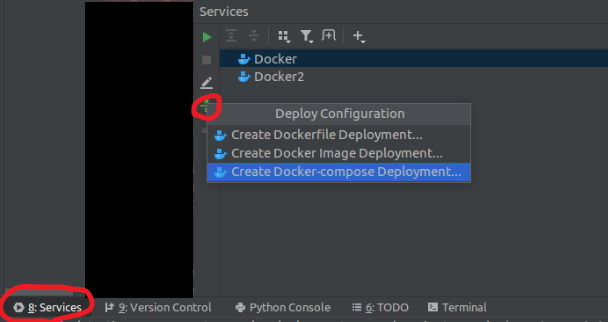 Services
Docker
Docker2
Deploy Configuration
Create Dockerfile Deployment...
Create Docker Image Deployment...
Create Docker-compose Deployment...
8: Services
9: Version Control
Python Console
6: TODO
Terminal